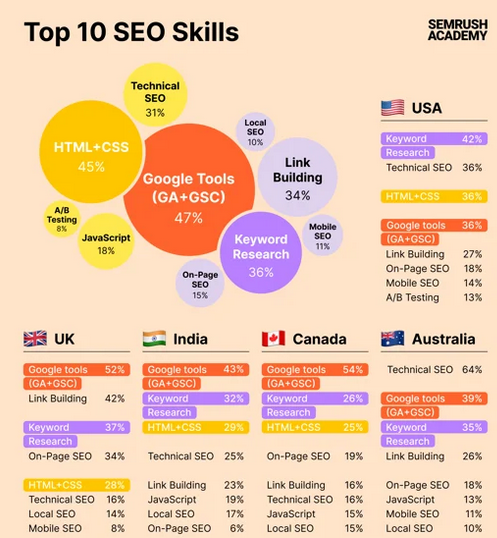 Top 10 SEO Skills
SEMRUSH
ACADEMY
Technical
SEO
31%
HTML+CSS
45%
Local
SEO
10%
Link
Building
34%
Google Tools
(GA+GSC)
47%
A/B
Testing
8%
JavaScript
18%
Keyword
Research
36%
Mobile
SEO
11%
On-Page
SEO
15%
USA
Keyword 42%
Research
Technical SEO 36%
HTML+CSS 36%
Google tools 36%
(GA+GSC)
Link Building 27%
On-Page SEO 18%
Mobile SEO 14%
A/B Testing 13%
UK
Google tools 52%
(GA+GSC)
Link Building 42%
Keyword 37%
Research
On-Page SEO 34%
HTML+CSS 28%
Technical SEO 16%
Local SEO 14%
Mobile SEO 8%
India
Google tools 43%
(GA+GSC)
Keyword 32%
Research
HTML+CSS 29%
Technical SEO 25%
Link Building 23%
JavaScript 19%
Local SEO 17%
On-Page SEO 6%
Canada
Google tools 54%
(GA+GSC)
Keyword 26%
Research
HTML+CSS 25%
On-Page SEO 19%
Link Building 16%
Technical SEO 16%
JavaScript 15%
Local SEO 15%
Australia
Technical SEO 64%
Google tools 39%
(GA+GSC)
Keyword 35%
Research
Link Building 26%
On-Page SEO 18%
JavaScript 13%
Mobile SEO 11%
Local SEO 10%